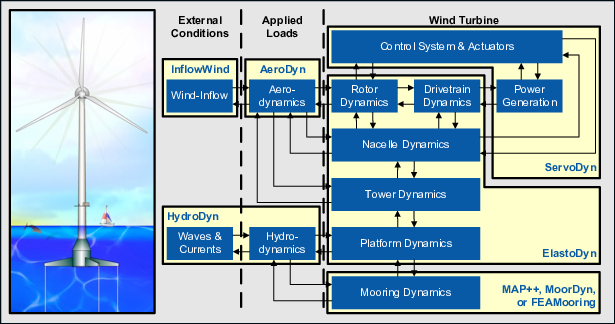 External
Conditions
Applied
Loads
Wind Turbine
Control System & Actuators
InflowWind
AeroDyn
Wind-Inflow
Aero-
dynamics
Rotor
Dynamics
Drivetrain
Dynamics
Power
Generation
Nacelle Dynamics
ServoDyn
Tower Dynamics
HydroDyn
Waves &
Currents
Hydro-
dynamics
Platform Dynamics
ElastoDyn
Mooring Dynamics
MAP++, MoorDyn,
or FEAMooring